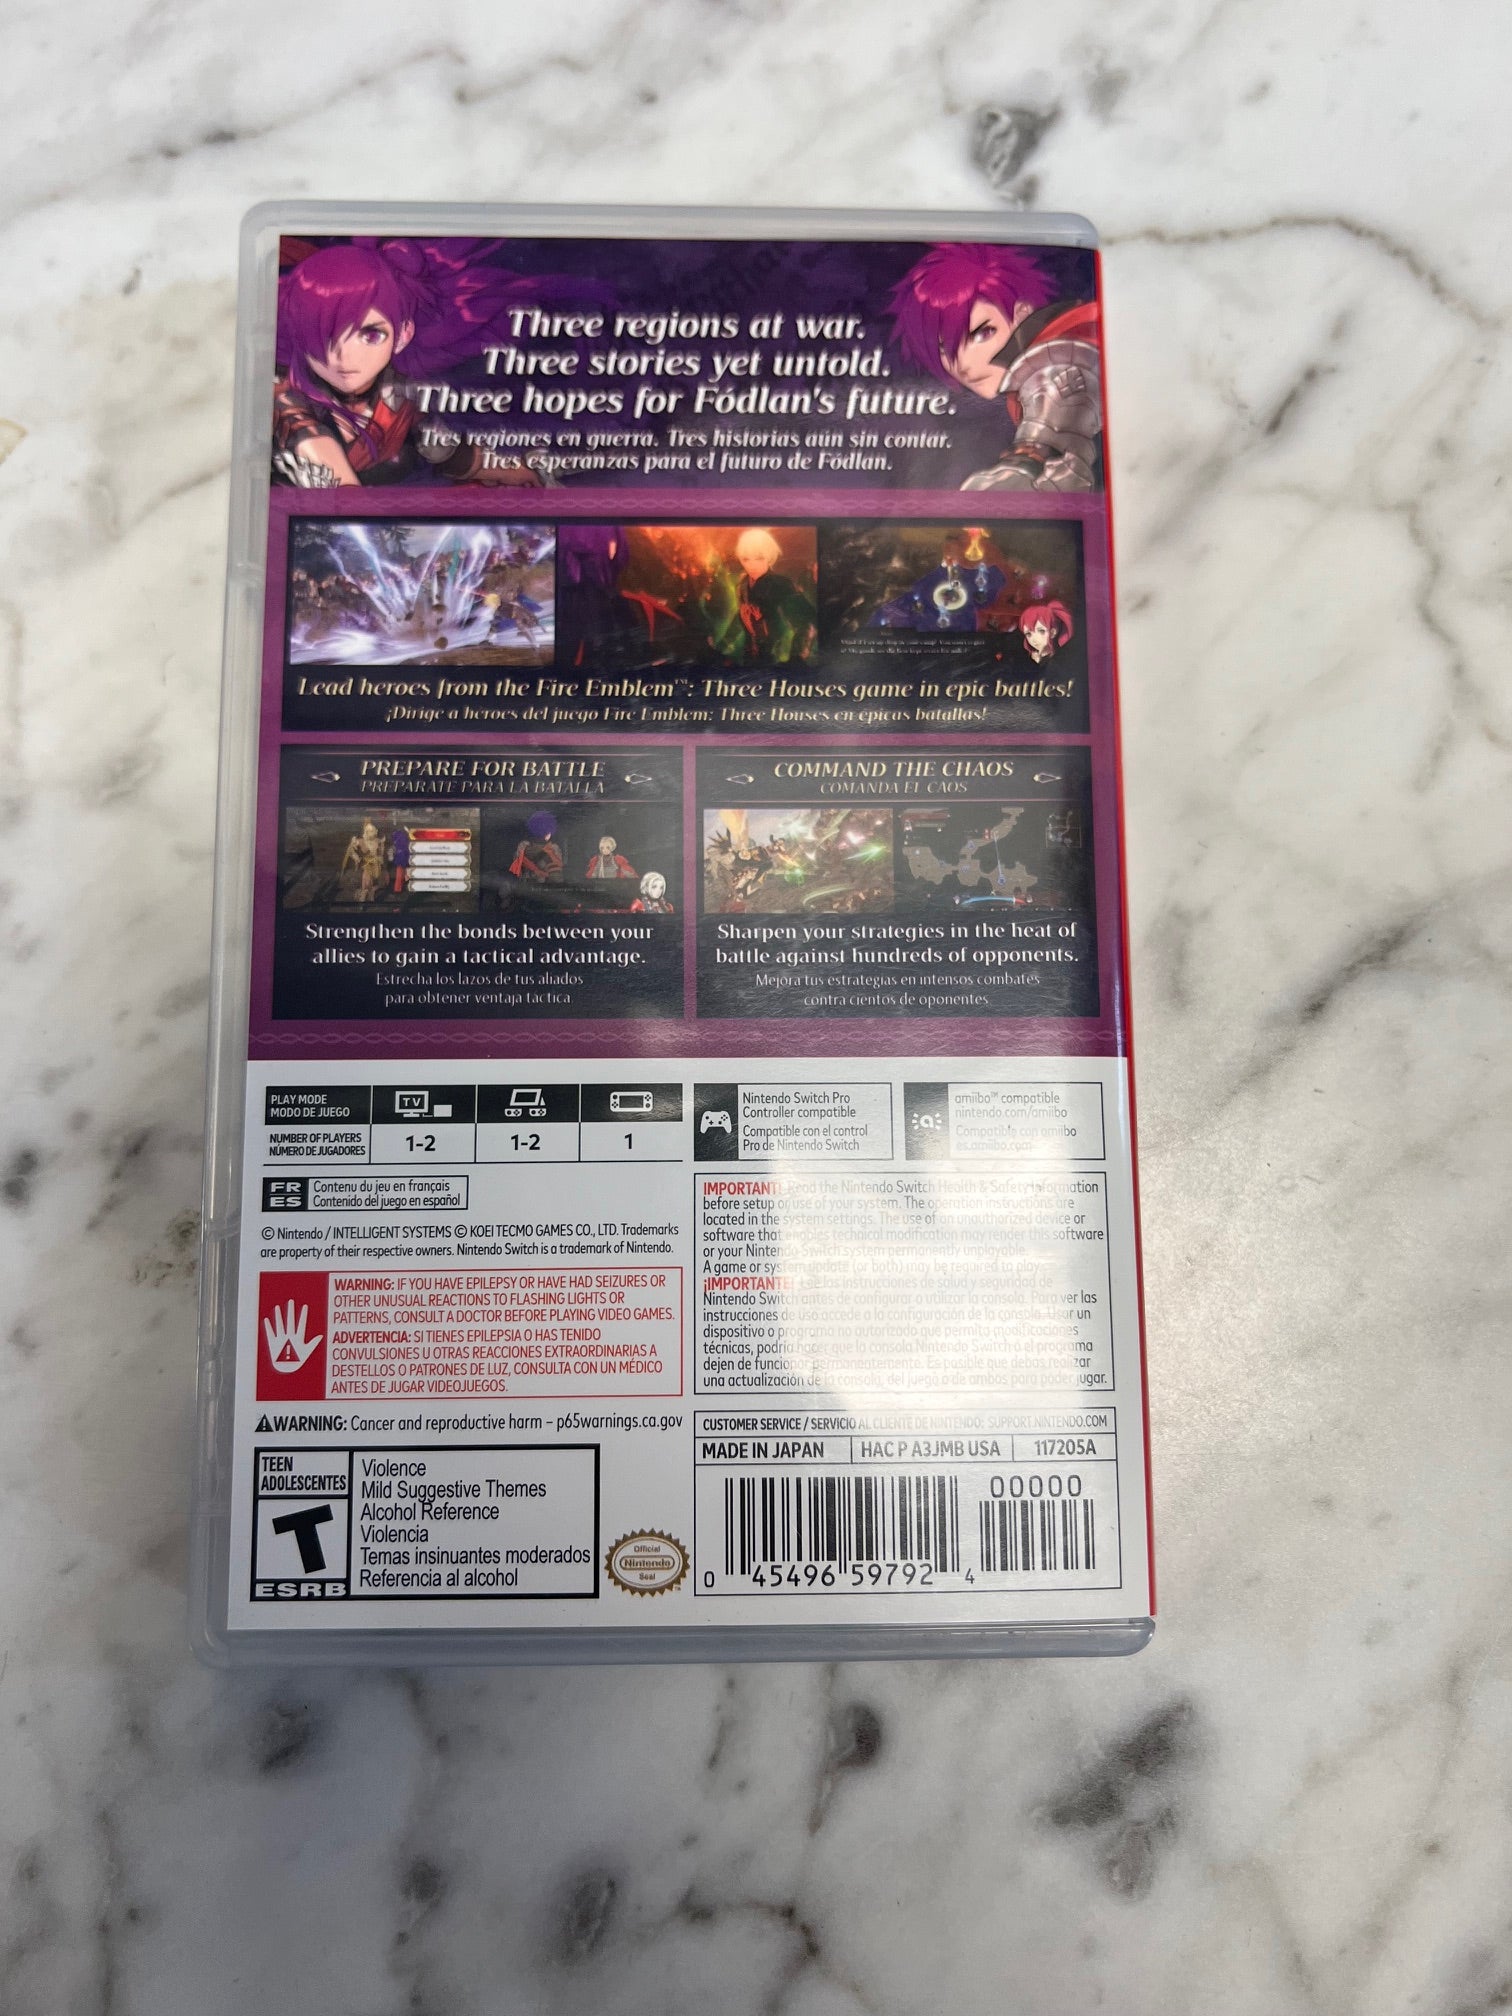 Three regions at war.
Three stories yet untold.
Three hopes for Fódlan's future.
Tres regiones en guerra. Tres historias aún sin contar.
Tres esperanzas para el futuro de Fódlan.
Lead heroes from the Fire Emblem™: Three Houses game in epic battles!
¡Dirige a héroes del juego Fire Emblem: Three Houses en épicas batallas!
PREPARE FOR BATTLE
PREPÁRATE PARA LA BATALLA
Strengthen the bonds between your
allies to gain a tactical advantage.
Estrecha los lazos de tus aliados
para obtener ventaja táctica.
COMMAND THE CHAOS
COMANDA EL CAOS
Sharpen your strategies in the heat of
battle against hundreds of opponents.
Mejora tus estrategias en intensos combates
contra cientos de oponentes.
PLAY MODE
MODO DE JUEGO
TV
NUMBER OF PLAYERS
NÚMERO DE JUGADORES
1-2
1-2
1
Nintendo Switch Pro
Controller compatible
Compatible con el control
Pro de Nintendo Switch
amiibo™ compatible
nintendo.com/amiibo
Compatible con amiibo
es.amiibo.com
FR Contenu du jeu en français
ES Contenido del juego en español
© Nintendo / INTELLIGENT SYSTEMS © KOEI TECMO GAMES CO., LTD. Trademarks
are property of their respective owners. Nintendo Switch is a trademark of Nintendo.
WARNING: IF YOU HAVE EPILEPSY OR HAVE HAD SEIZURES OR
OTHER UNUSUAL REACTIONS TO FLASHING LIGHTS OR
PATTERNS, CONSULT A DOCTOR BEFORE PLAYING VIDEO GAMES.
ADVERTENCIA: SI TIENES EPILEPSIA O HAS TENIDO
CONVULSIONES U OTRAS REACCIONES EXTRAORDINARIAS A
DESTELLOS O PATRONES DE LUZ, CONSULTA CON UN MÉDICO
ANTES DE JUGAR VIDEOJUEGOS.
IMPORTANT! Read the Nintendo Switch Health & Safety Information
before setup or use of your system. The operation instructions are
located in the system settings. The use of an unauthorized device or
software that enables technical modification may render this software
or your Nintendo Switch system permanently unplayable.
A game or system update (or both) may be required to play.
¡IMPORTANTE! Lee las instrucciones de salud y seguridad de
Nintendo Switch antes de configurar o utilizar la consola. Para ver las
instrucciones de uso accede a la configuración de la consola. Usar un
dispositivo o programa no autorizado que permita modificaciones
técnicas, podría hacer que la consola Nintendo Switch o el programa
dejen de funcionar permanentemente. Es posible que debas realizar
una actualización de la consola, del juego o de ambos para poder jugar.
WARNING: Cancer and reproductive harm – p65warnings.ca.gov
CUSTOMER SERVICE / SERVICIO AL CLIENTE DE NINTENDO: SUPPORT.NINTENDO.COM
MADE IN JAPAN
HAC P A3JMB USA
117205A
TEEN
ADOLESCENTES
T
ESRB
Violence
Mild Suggestive Themes
Alcohol Reference
Violencia
Temas insinuantes moderados
Referencia al alcohol
Official
Nintendo
Seal
00000
0 45496 59792 4